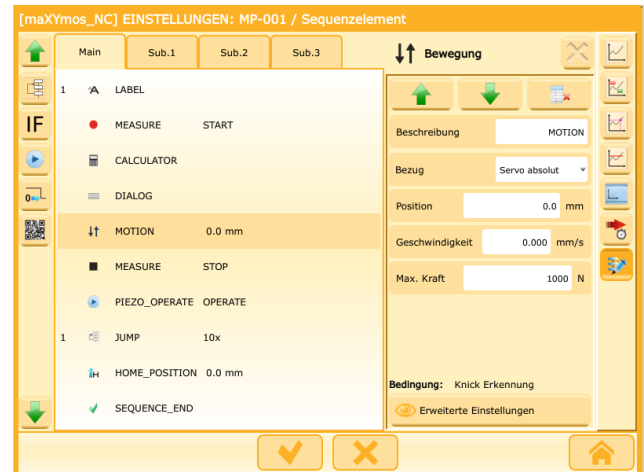 [maXYmos_NC] EINSTELLUNGEN: MP-001 / Sequenzelement
Main Sub.1 Sub.2 Sub.3
Bewegung
1 LABEL
MEASURE START
CALCULATOR
DIALOG
MOTION 0.0 mm
MEASURE STOP
PIEZO_OPERATE OPERATE
1 JUMP 10x
HOME_POSITION 0.0 mm
SEQUENCE_END
IF
0
H
Beschreibung MOTION
Bezug Servo absolut
Position 0.0 mm
Geschwindigkeit 0.000 mm/s
Max. Kraft 1000 N
Bedingung: Knick Erkennung
Erweiterte Einstellungen